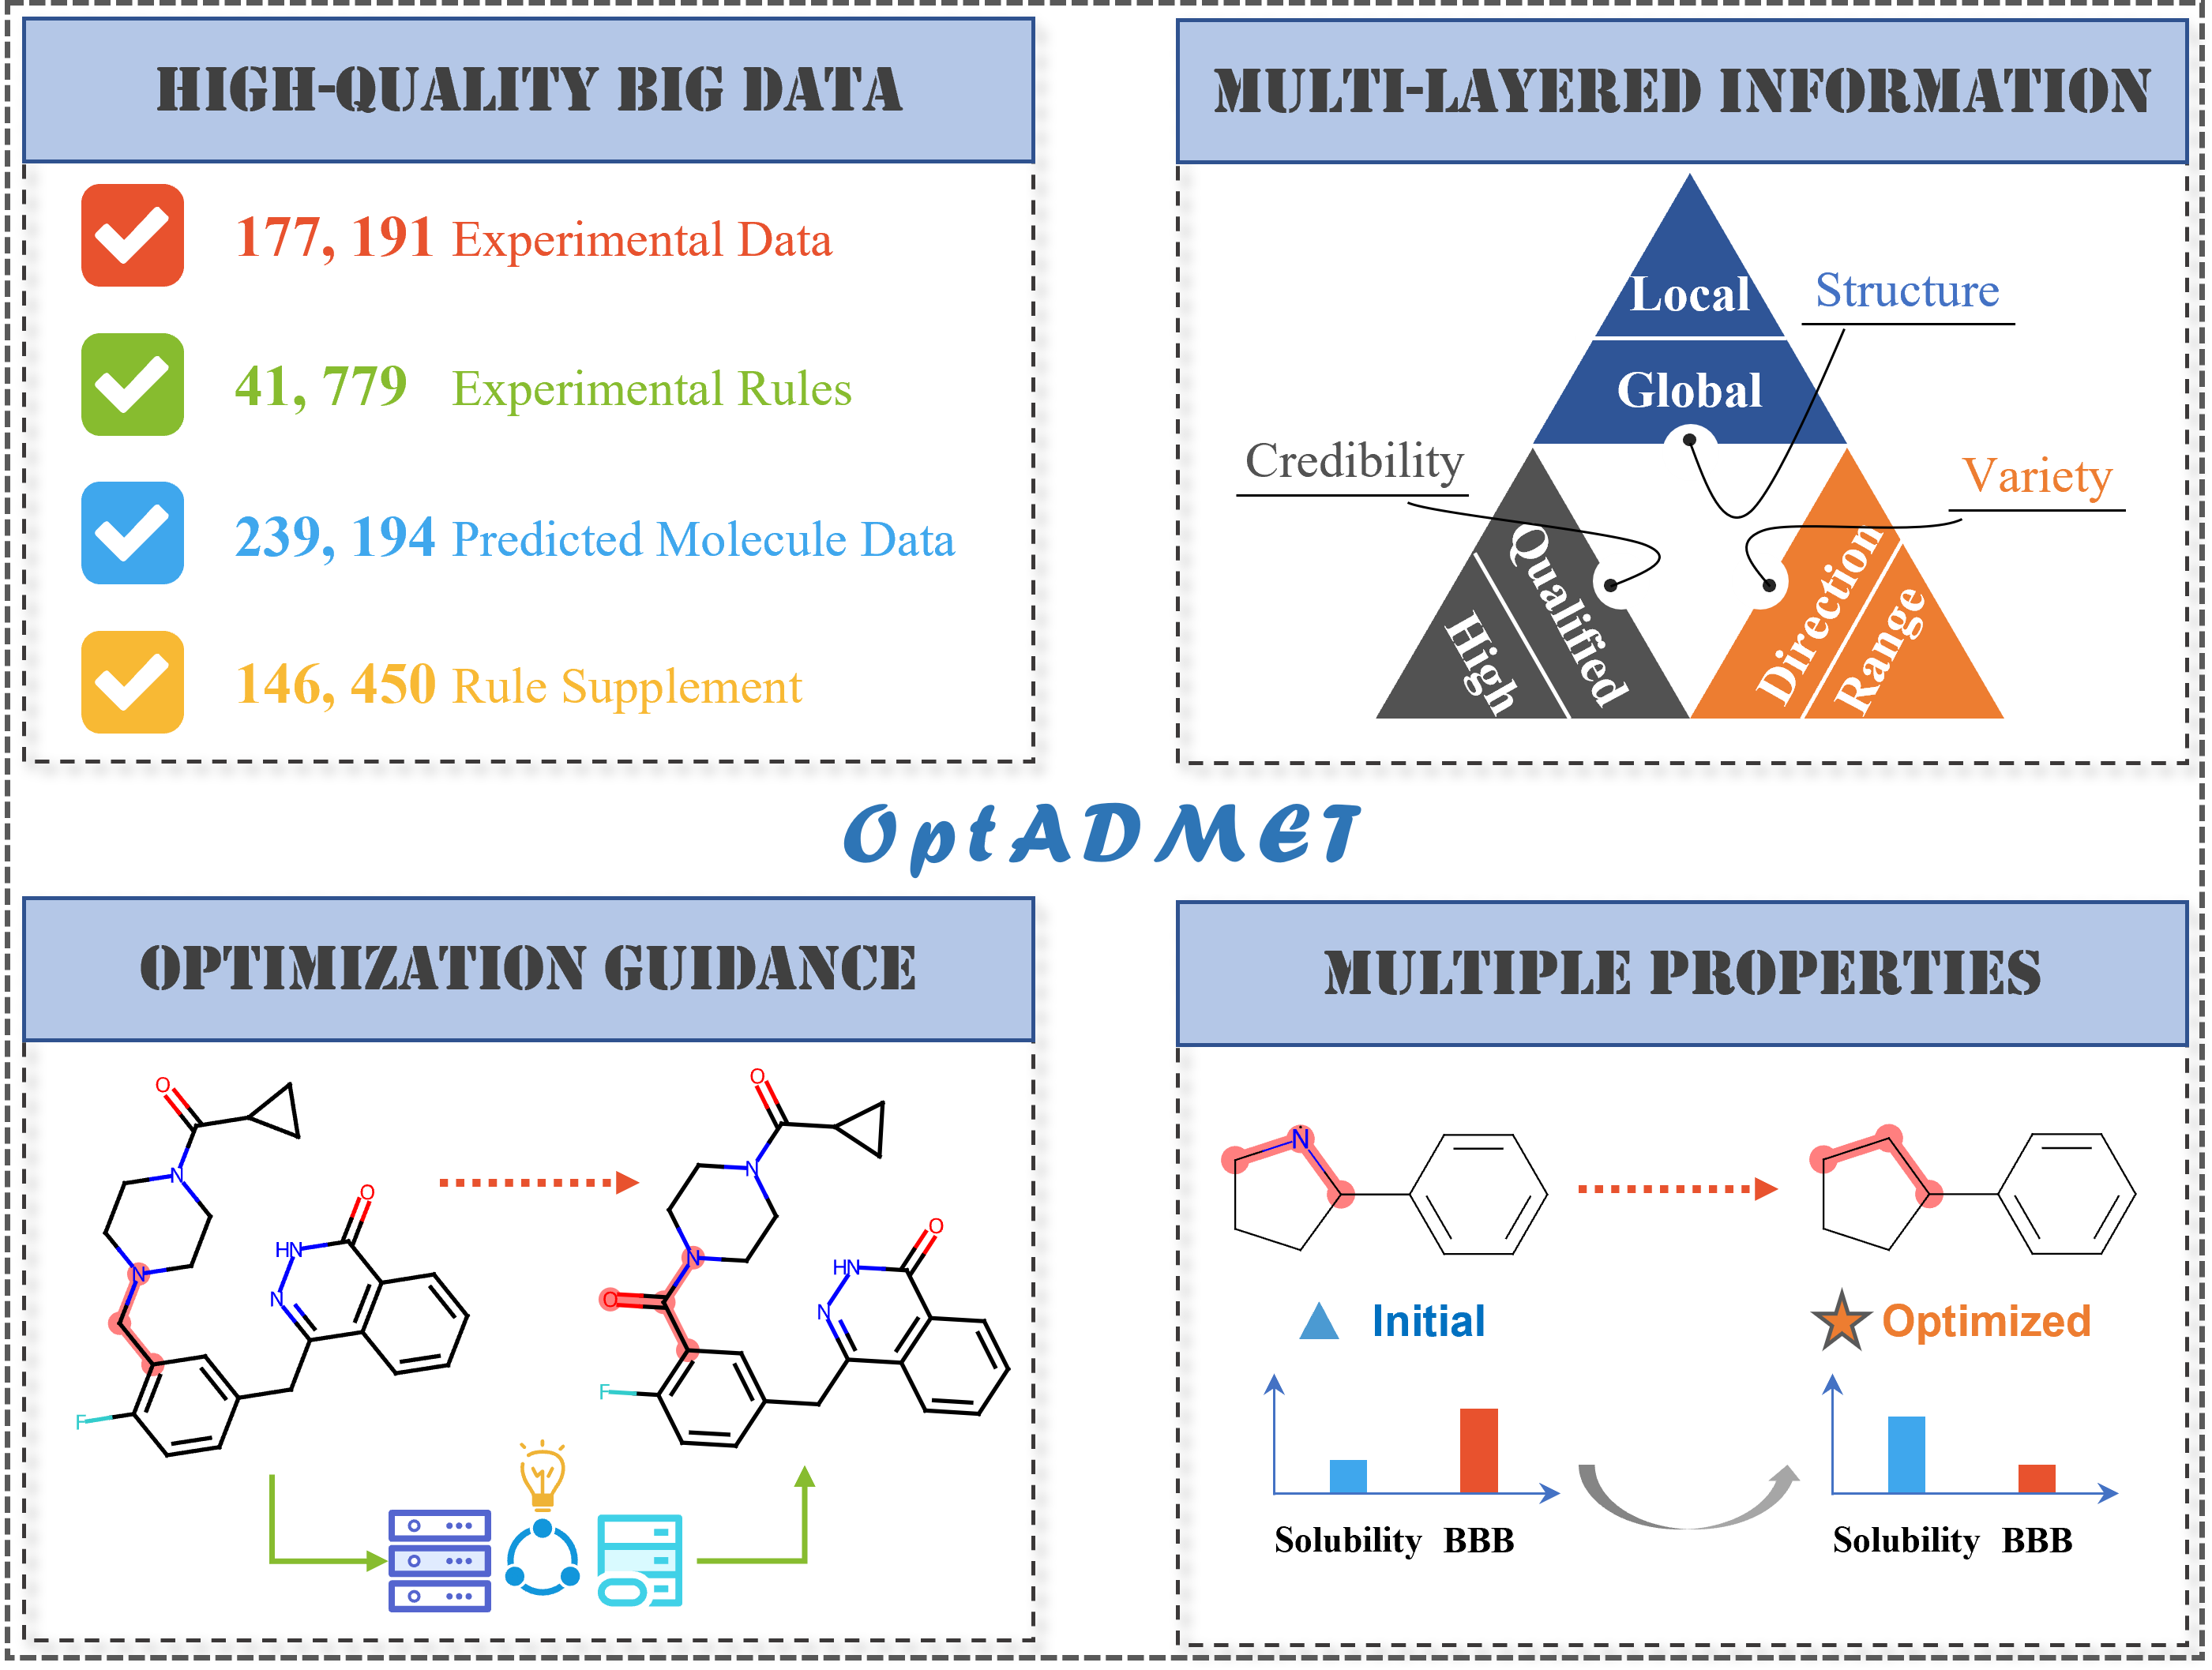 HIGH-QUALITY BIG DATA
177, 191 Experimental Data
41, 779 Experimental Rules
239, 194 Predicted Molecule Data
146, 450 Rule Supplement
MULTI-LAYERED INFORMATION
Local
Global
Structure
Credibility
Variety
High
Qualified
Direction
Range
OptADMET
OPTIMIZATION GUIDANCE
O
N
O
HN
N
N
F
O
N
O
N
HN
O
N
F
MULTIPLE PROPERTIES
N
Initial
Optimized
Solubility BBB
Solubility BBB